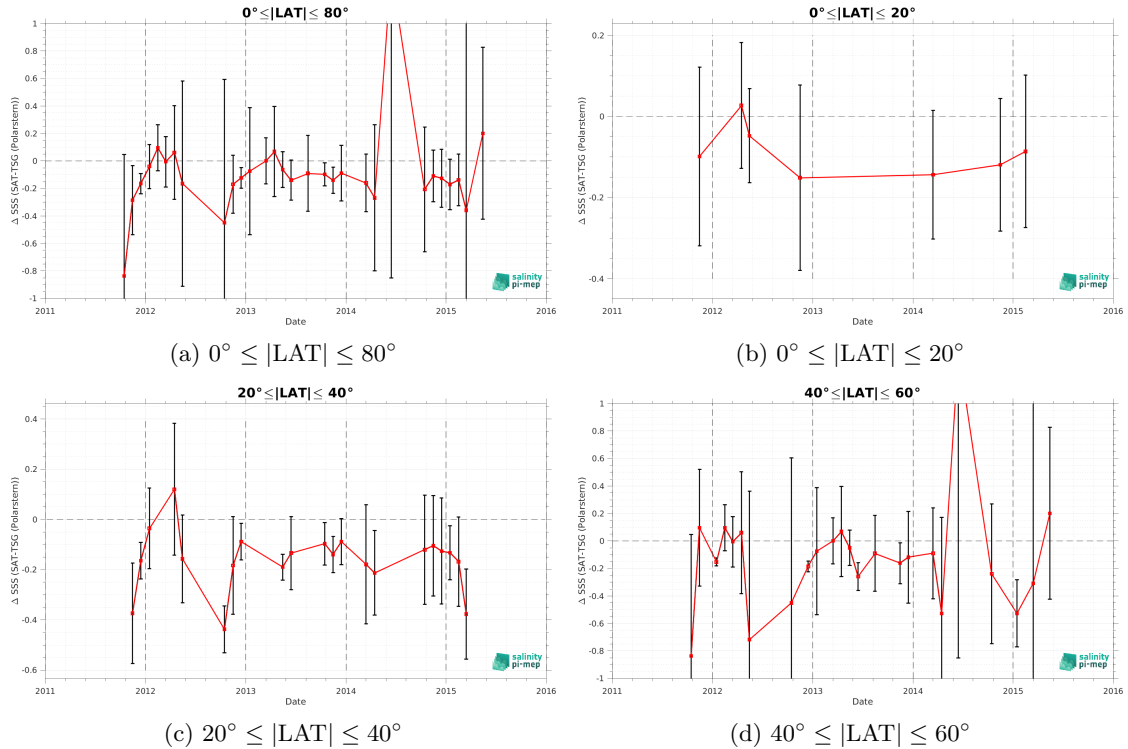 0°≤|LAT|≤ 80°
Δ SSS (SAT-TSG (Polarstern))
1
0.8
0.6
0.4
0.2
0
-0.2
-0.4
-0.6
-0.8
-1
2011 2012 2013 2014 2015 2016
Date
salinity
pi-mep
(a) 0° ≤ |LAT| ≤ 80°
0°≤|LAT|≤ 20°
Δ SSS (SAT-TSG (Polarstern))
0.2
0
-0.2
-0.4
2011 2012 2013 2014 2015 2016
Date
salinity
pi-mep
(b) 0° ≤ |LAT| ≤ 20°
20°≤|LAT|≤ 40°
Δ SSS (SAT-TSG (Polarstern))
0.4
0.2
0
-0.2
-0.4
-0.6
2011 2012 2013 2014 2015 2016
Date
salinity
pi-mep
(c) 20° ≤ |LAT| ≤ 40°
40°≤|LAT|≤ 60°
Δ SSS (SAT-TSG (Polarstern))
1
0.8
0.6
0.4
0.2
0
-0.2
-0.4
-0.6
-0.8
-1
2011 2012 2013 2014 2015 2016
Date
salinity
pi-mep
(d) 40° ≤ |LAT| ≤ 60°